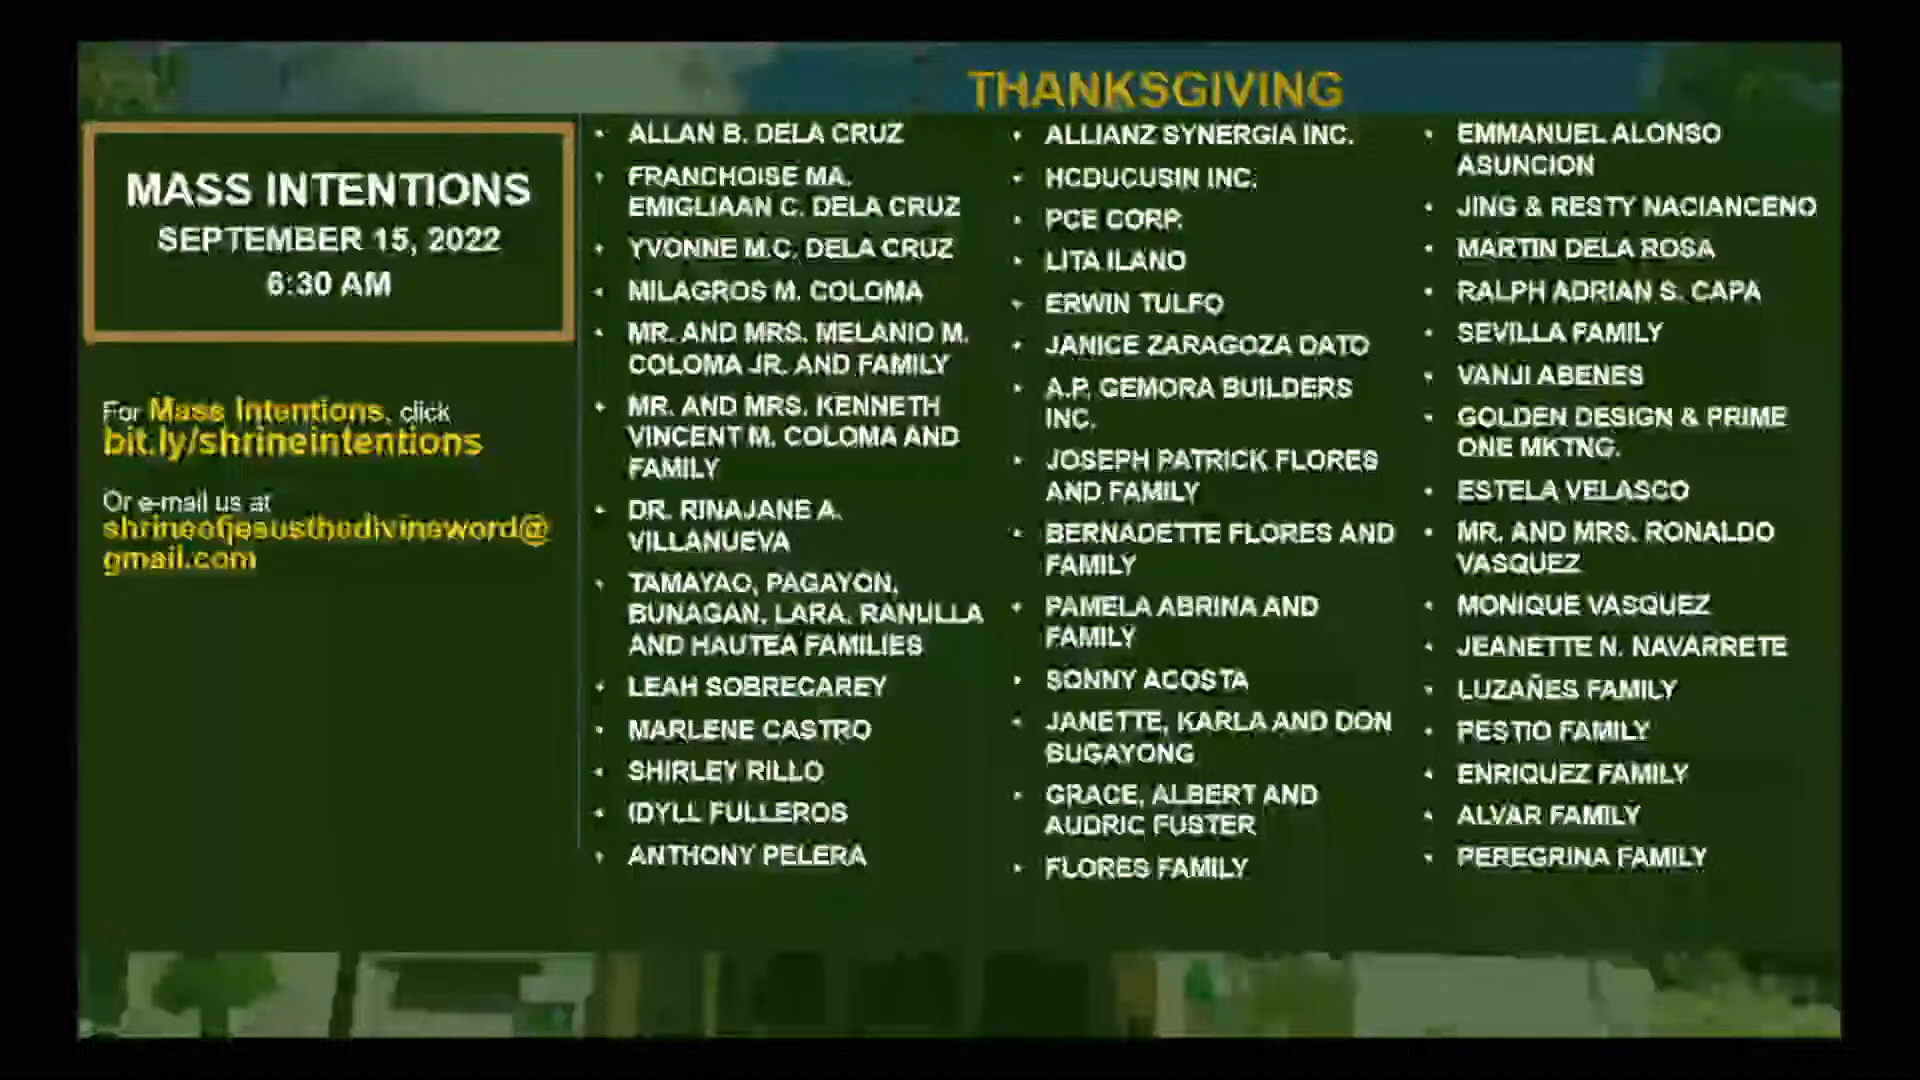 THANKSGIVING
MASS INTENTIONS
SEPTEMBER 15, 2022
6:30 AM
For Mass Intentions, click
bit.ly/shrineintentions
Or e-mail us at
shrineofjesusthedivineword@
gmail.com
• ALLAN B. DELA CRUZ
• FRANCHOISE MA.
EMIGLIAAN C. DELA CRUZ
• YVONNE M.C. DELA CRUZ
• MILAGROS M. COLOMA
• MR. AND MRS. MELANIO M.
COLOMA JR. AND FAMILY
• MR. AND MRS. KENNETH
VINCENT M. COLOMA AND
FAMILY
• DR. RINAJANE A.
VILLANUEVA
• TAMAYAO, PAGAYON,
BUNAGAN, LARA, RANULLA
AND HAUTEA FAMILIES
• LEAH SOBRECAREY
• MARLENE CASTRO
• SHIRLEY RILLO
• IDYLL FULLEROS
• ANTHONY PELERA
• ALLIANZ SYNERGIA INC.
• HCDUCUSIN INC.
• PCE CORP.
• LITA ILANO
• ERWIN TULFO
• JANICE ZARAGOZA DATO
• A.P. GEMORA BUILDERS
INC.
• JOSEPH PATRICK FLORES
AND FAMILY
• BERNADETTE FLORES AND
FAMILY
• PAMELA ABRINA AND
FAMILY
• SONNY ACOSTA
• JANETTE, KARLA AND DON
SUGAYONG
• GRACE, ALBERT AND
AUDRIC FUSTER
• FLORES FAMILY
• EMMANUEL ALONSO
ASUNCION
• JING & RESTY NACIANCENO
• MARTIN DELA ROSA
• RALPH ADRIAN S. CAPA
• SEVILLA FAMILY
• VANJI ABENES
• GOLDEN DESIGN & PRIME
ONE MKTNG.
• ESTELA VELASCO
• MR. AND MRS. RONALDO
VASQUEZ
• MONIQUE VASQUEZ
• JEANETTE N. NAVARRETE
• LUZAÑES FAMILY
• PESTIO FAMILY
• ENRIQUEZ FAMILY
• ALVAR FAMILY
• PEREGRINA FAMILY